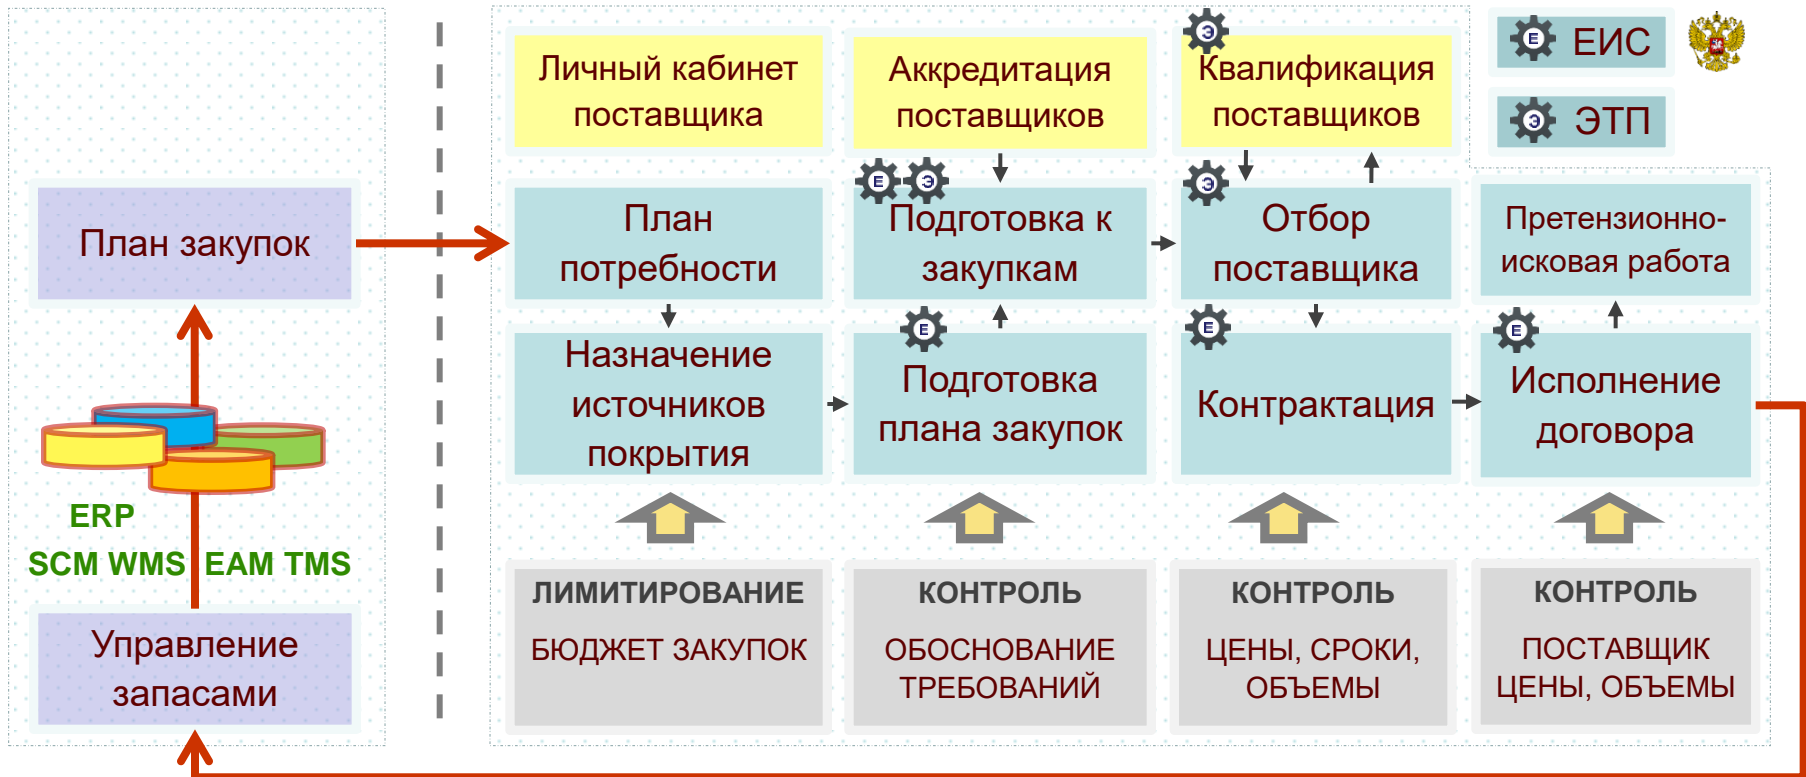 План закупок
ERP
SCM WMS EAM TMS
Управление
запасами
Личный кабинет
поставщика
Аккредитация
поставщиков
Э
Квалификация
поставщиков
Е ЕИС
Э ЭТП
План
потребности
Е Э
Подготовка к
закупкам
Э
Отбор
поставщика
Претензионно-
исковая работа
Назначение
источников
покрытия
Е
Подготовка
плана закупок
Е
Контрактация
Е
Исполнение
договора
ЛИМИТИРОВАНИЕ
БЮДЖЕТ ЗАКУПОК
КОНТРОЛЬ
ОБОСНОВАНИЕ
ТРЕБОВАНИЙ
КОНТРОЛЬ
ЦЕНЫ, СРОКИ,
ОБЪЕМЫ
КОНТРОЛЬ
ПОСТАВЩИК
ЦЕНЫ, ОБЪЕМЫ